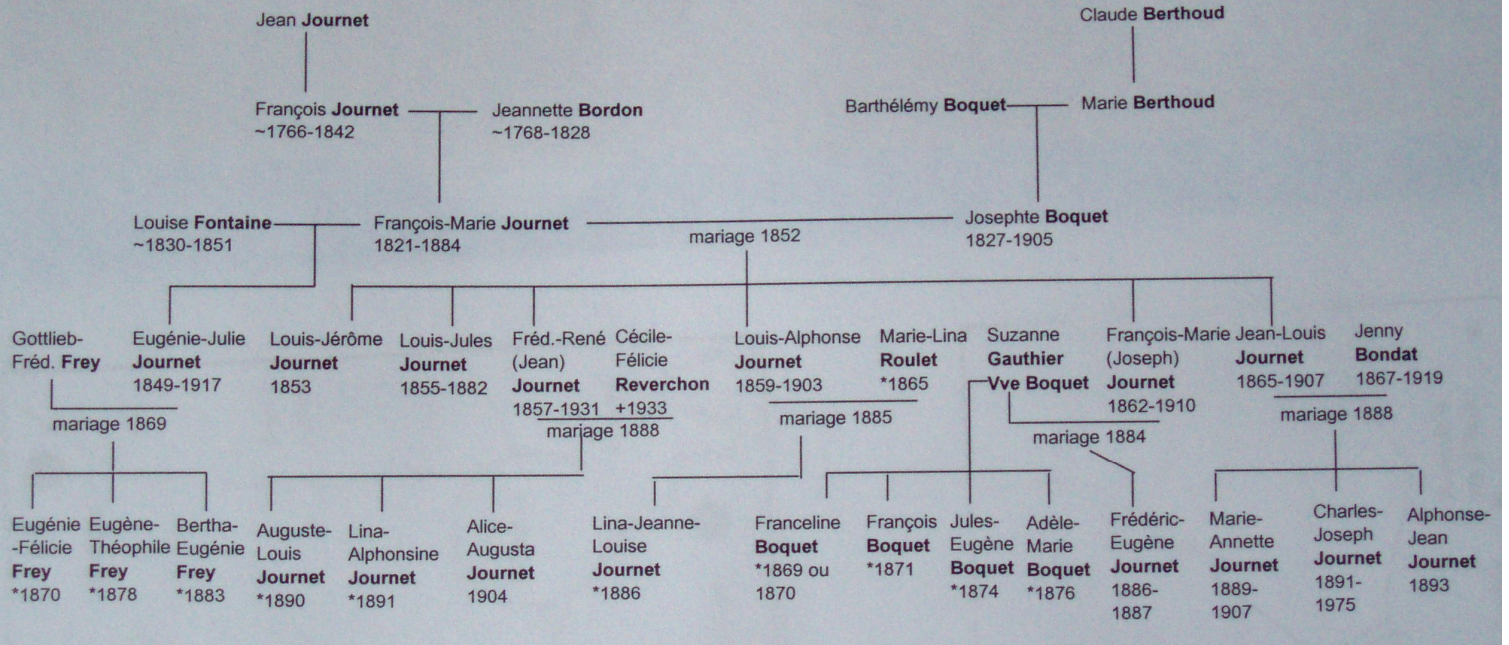 Jean Journet
Claude Berthoud
François Journet
~1766-1842
Jeannette Bordon
~1768-1828
Barthélémy Boquet
Marie Berthoud
Louise Fontaine
~1830-1851
François-Marie Journet
1821-1884
mariage 1852
Josephte Boquet
1827-1905
Gottlieb-
Fréd. Frey
Eugénie-Julie
Journet
1849-1917
Louis-Jérôme
Journet
1853
Louis-Jules
Journet
1855-1882
Fréd.-René
(Jean)
Journet
1857-1931
Cécile-
Félicie
Reverchon
+1933
Louis-Alphonse
Journet
1859-1903
Marie-Lina
Roulet
*1865
Suzanne
Gauthier
Vve Boquet
François-Marie
(Joseph)
Journet
1862-1910
Jean-Louis
Journet
1865-1907
Jenny
Bondat
1867-1919
mariage 1869
mariage 1888
mariage 1885
mariage 1884
mariage 1888
Eugénie
-Félicie
Frey
*1870
Eugène-
Théophile
Frey
*1878
Bertha-
Eugénie
Frey
*1883
Auguste-
Louis
Journet
*1890
Lina-
Alphonsine
Journet
*1891
Alice-
Augusta
Journet
1904
Lina-Jeanne-
Louise
Journet
*1886
Franceline
Boquet
*1869 ou
1870
François
Boquet
*1871
Jules-
Eugène
Boquet
*1874
Adèle-
Marie
Boquet
*1876
Frédéric-
Eugène
Journet
1886-
1887
Marie-
Annette
Journet
1889-
1907
Charles-
Joseph
Journet
1891-
1975
Alphonse-
Jean
Journet
1893